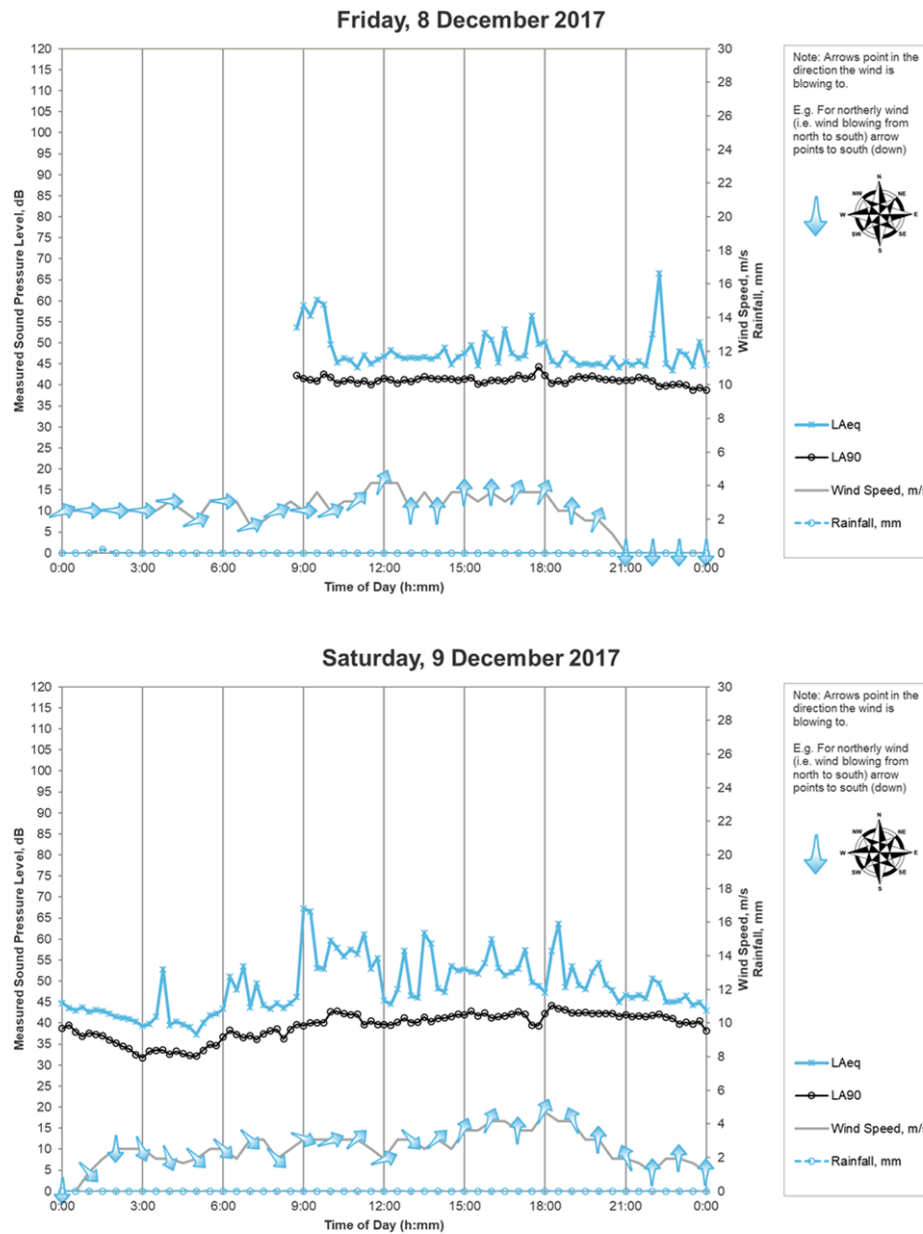 Friday, 8 December 2017
120
115
110
105
100
95
90
85
80
75
70
65
60
55
50
45
40
35
30
25
20
15
10
5
0
Measured Sound Pressure Level, dB
30
28
26
24
22
20
18
16
14
12
10
8
6
4
2
0
Wind Speed, m/s
Rainfall, mm
0:00 3:00 6:00 9:00 12:00 15:00 18:00 21:00 0:00
Time of Day (h:mm)
Note: Arrows point in the
direction the wind is
blowing to.
E.g. For northerly wind
(i.e. wind blowing from
north to south) arrow
points to south (down)
N
NW NE
W E
SW SE
S
LAeq
LA90
Wind Speed, m/s
Rainfall, mm
Saturday, 9 December 2017
120
115
110
105
100
95
90
85
80
75
70
65
60
55
50
45
40
35
30
25
20
15
10
5
0
Measured Sound Pressure Level, dB
30
28
26
24
22
20
18
16
14
12
10
8
6
4
2
0
Wind Speed, m/s
Rainfall, mm
0:00 3:00 6:00 9:00 12:00 15:00 18:00 21:00 0:00
Time of Day (h:mm)
Note: Arrows point in the
direction the wind is
blowing to.
E.g. For northerly wind
(i.e. wind blowing from
north to south) arrow
points to south (down)
N
NW NE
W E
SW SE
S
LAeq
LA90
Wind Speed, m/s
Rainfall, mm